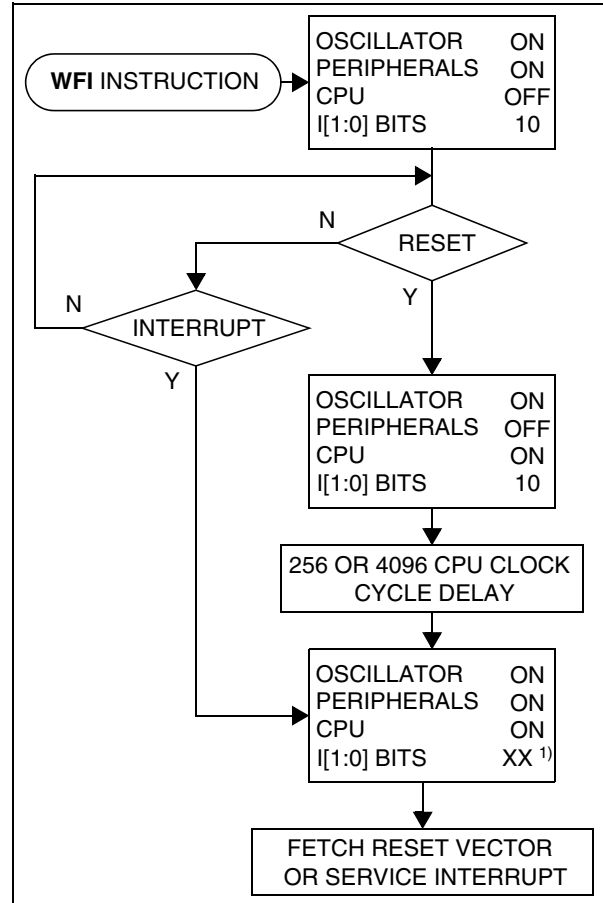 WFI INSTRUCTION
OSCILLATOR ON
PERIPHERALS ON
CPU OFF
I[1:0] BITS 10
N
RESET
Y
N
INTERRUPT
Y
OSCILLATOR ON
PERIPHERALS OFF
CPU ON
I[1:0] BITS 10
256 OR 4096 CPU CLOCK
CYCLE DELAY
OSCILLATOR ON
PERIPHERALS ON
CPU ON
I[1:0] BITS XX 1)
FETCH RESET VECTOR
OR SERVICE INTERRUPT